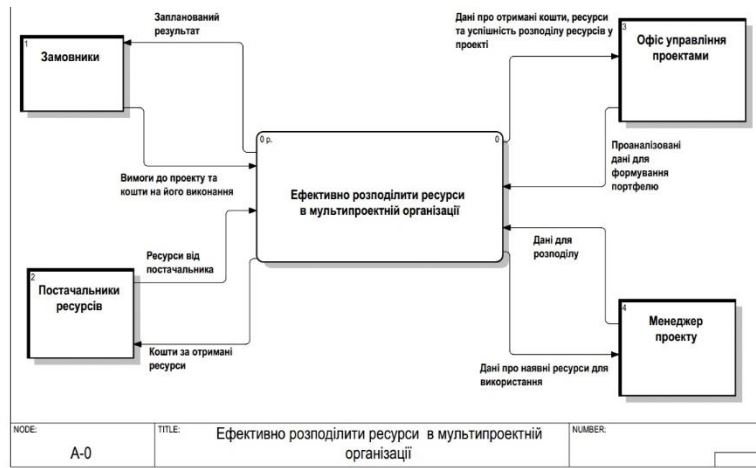 Запланований
результат
Дані про отримані кошти, ресурси
та успішність розподілу ресурсів у
проекті
1
Замовники
3
Офіс управління
проектами
Вимоги до проекту та
кошти на його виконання
0 р.
0
Ефективно розподілити ресурси
в мультипроектній організації
Проаналізовані
дані для
формування
портфелю
Ресурси від
постачальника
2
Постачальники
ресурсів
Кошти за отримані
ресурси
Дані для
розподілу
4
Менеджер
проекту
Дані про наявні ресурси для
використання
NODE:
A-0
TITLE:
Ефективно розподілити ресурси в мультипроектній
організації
NUMBER: